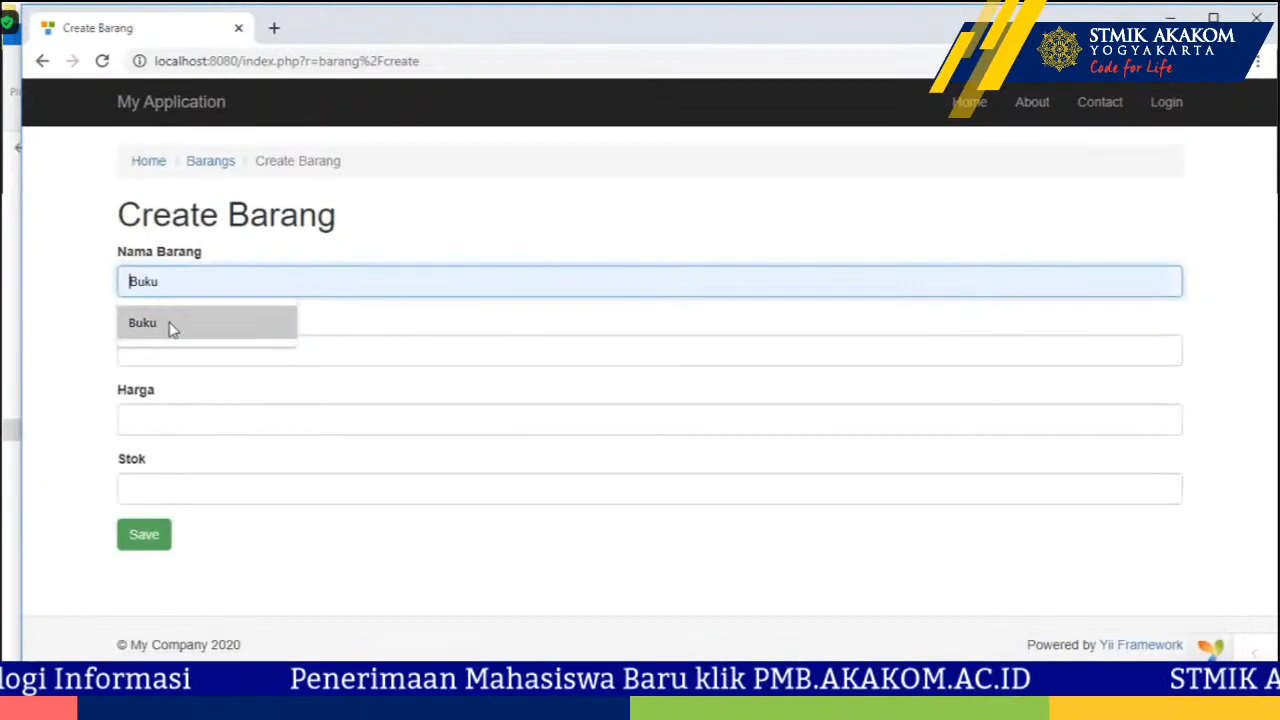 Create Barang
localhost:8080/index.php?r=barang%2Fcreate
STMIK AKAKOM
YOGYAKARTA
Code for Life
My Application
Home About Contact Login
Home / Barangs / Create Barang
Create Barang
Nama Barang
Buku
Buku
Harga
Stok
Save
© My Company 2020
Powered by Yii Framework
logi Informasi Penerimaan Mahasiswa Baru klik PMB.AKAKOM.AC.ID STMIK A